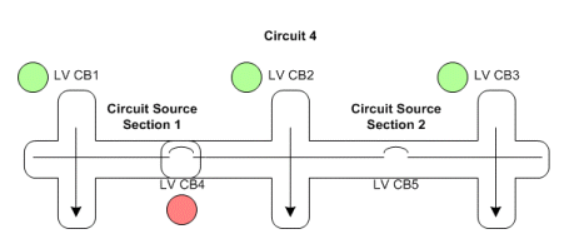 Circuit 4
LV CB1
LV CB2
LV CB3
Circuit Source
Section 1
Circuit Source
Section 2
LV CB4
LV CB5